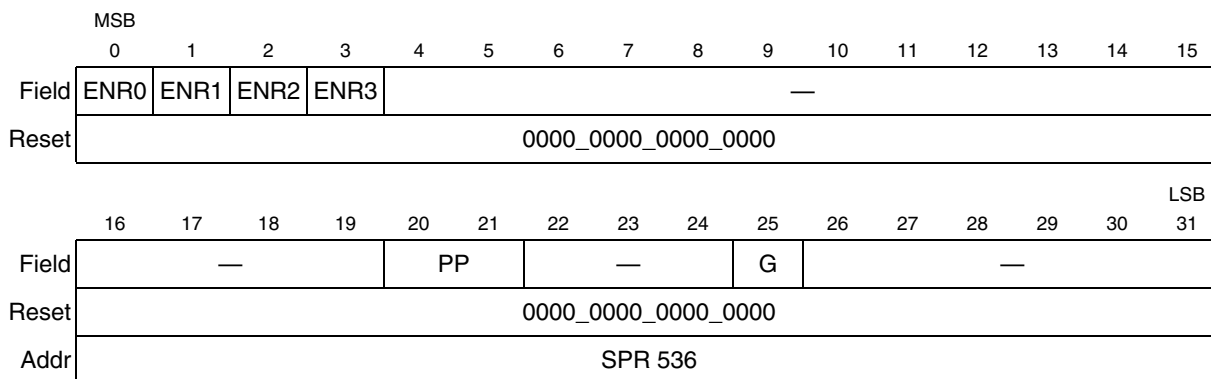 MSB
0 1 2 3 4 5 6 7 8 9 10 11 12 13 14 15
Field ENR0 ENR1 ENR2 ENR3 —
Reset 0000_0000_0000_0000
LSB
16 17 18 19 20 21 22 23 24 25 26 27 28 29 30 31
Field — PP — G —
Reset 0000_0000_0000_0000
Addr SPR 536